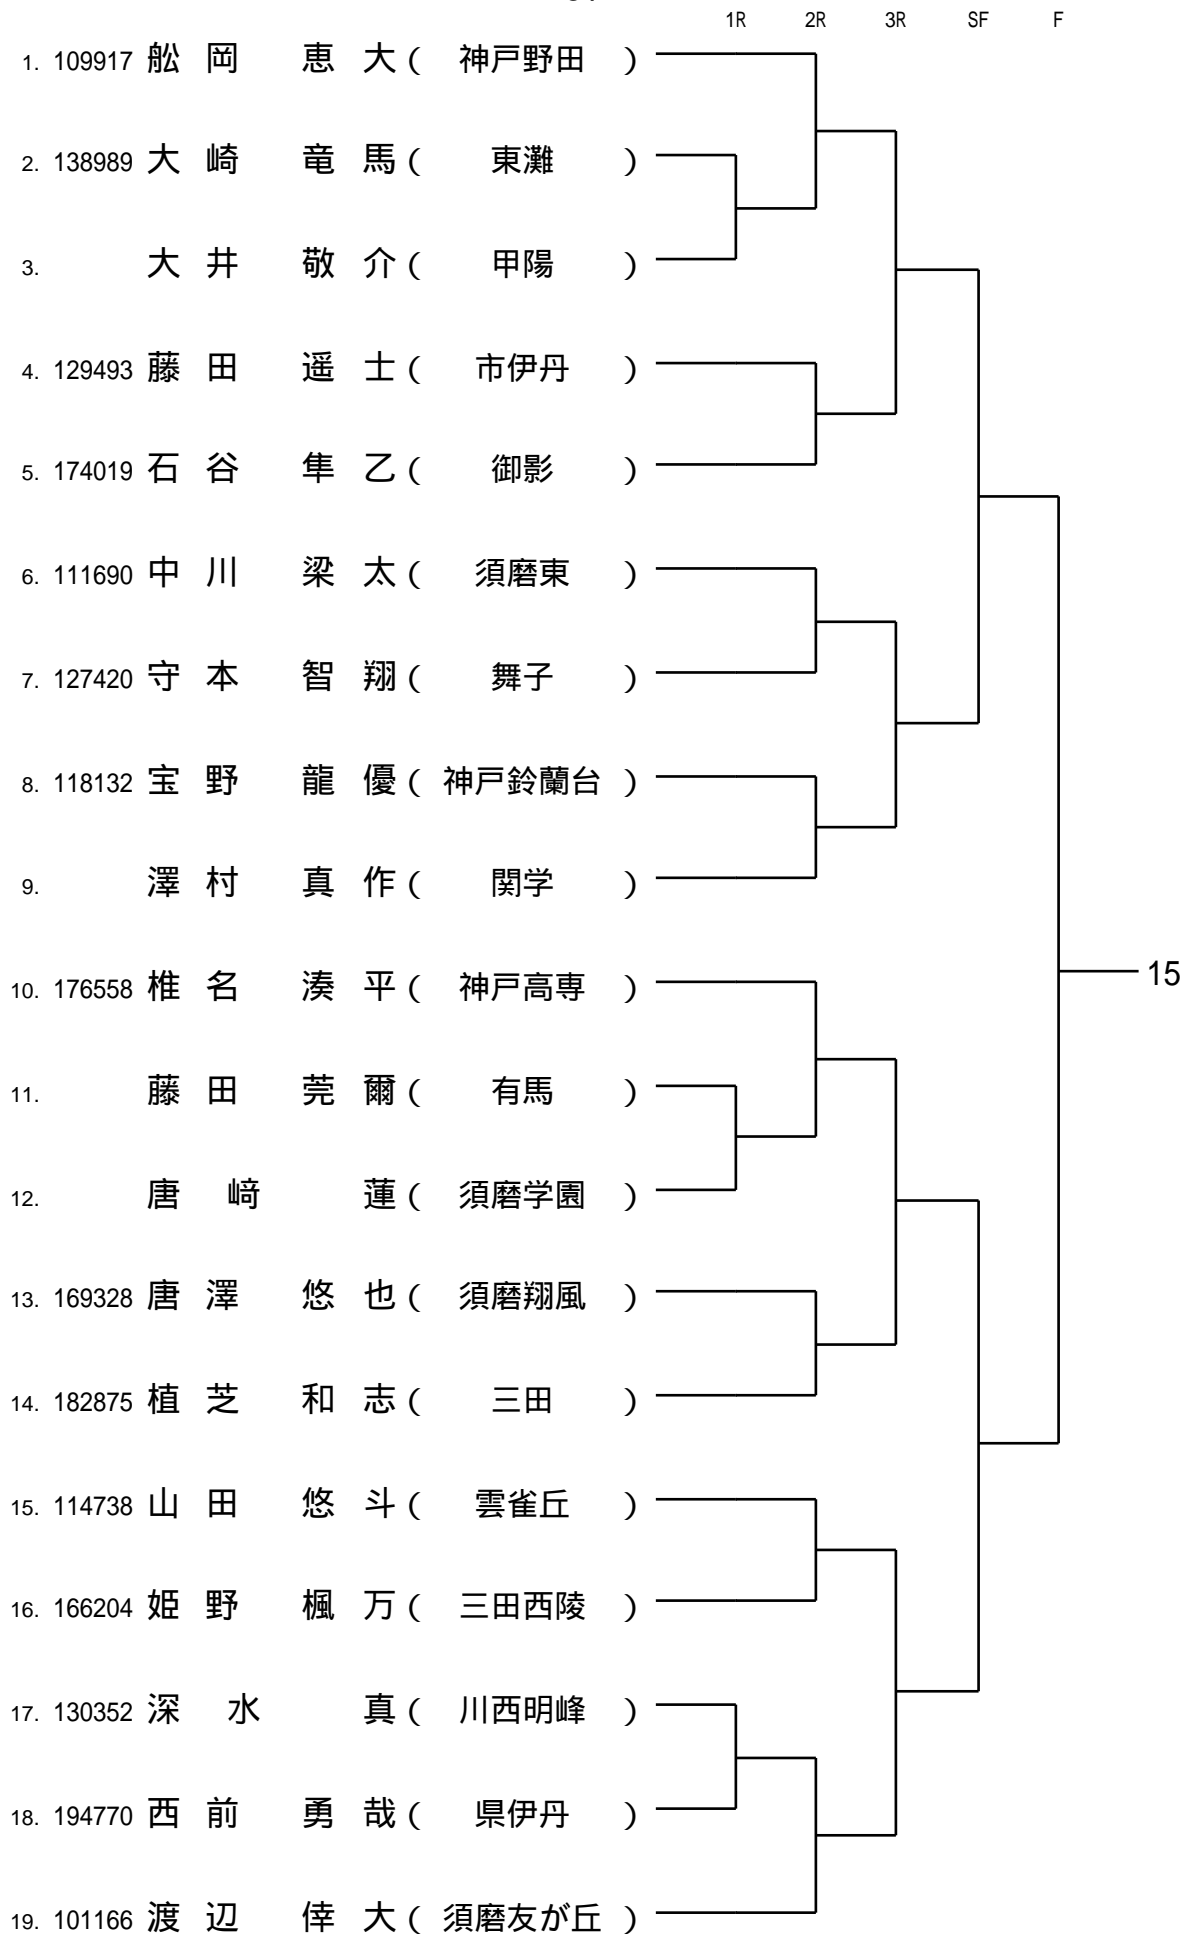 1R 2R 3R SF F
1. 109917 舩岡 恵大 ( 神戸野田 )
2. 138989 大崎 竜馬 ( 東灘 )
3. 大井 敬介 ( 甲陽 )
4. 129493 藤田 遥士 ( 市伊丹 )
5. 174019 石谷 隼乙 ( 御影 )
6. 111690 中川 梁太 ( 須磨東 )
7. 127420 守本 智翔 ( 舞子 )
8. 118132 宝野 龍優 ( 神戸鈴蘭台 )
9. 澤村 真作 ( 関学 )
10. 176558 椎名 湊平 ( 神戸高専 )
15
11. 藤田 莞爾 ( 有馬 )
12. 唐﨑 蓮 ( 須磨学園 )
13. 169328 唐澤 悠也 ( 須磨翔風 )
14. 182875 植芝 和志 ( 三田 )
15. 114738 山田 悠斗 ( 雲雀丘 )
16. 166204 姫野 楓万 ( 三田西陵 )
17. 130352 深水 真 ( 川西明峰 )
18. 194770 西前 勇哉 ( 県伊丹 )
19. 101166 渡辺 倖大 ( 須磨友が丘 )